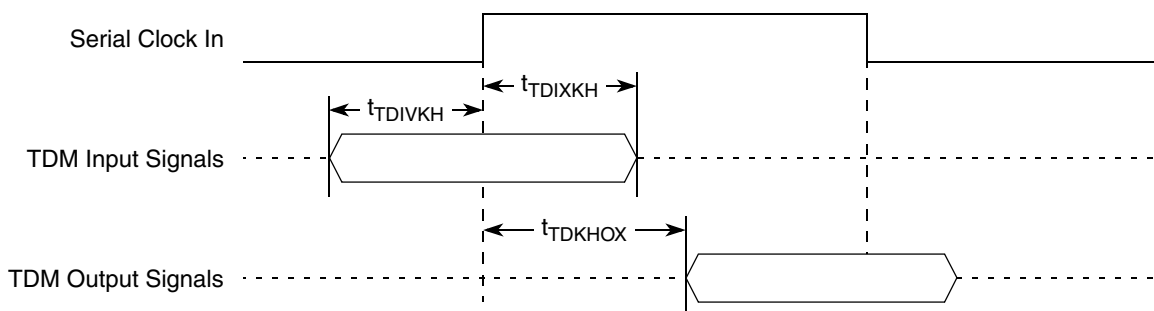 Serial Clock In
tTDIXKH
tTDIVKH
TDM Input Signals
tTDKHOX
TDM Output Signals